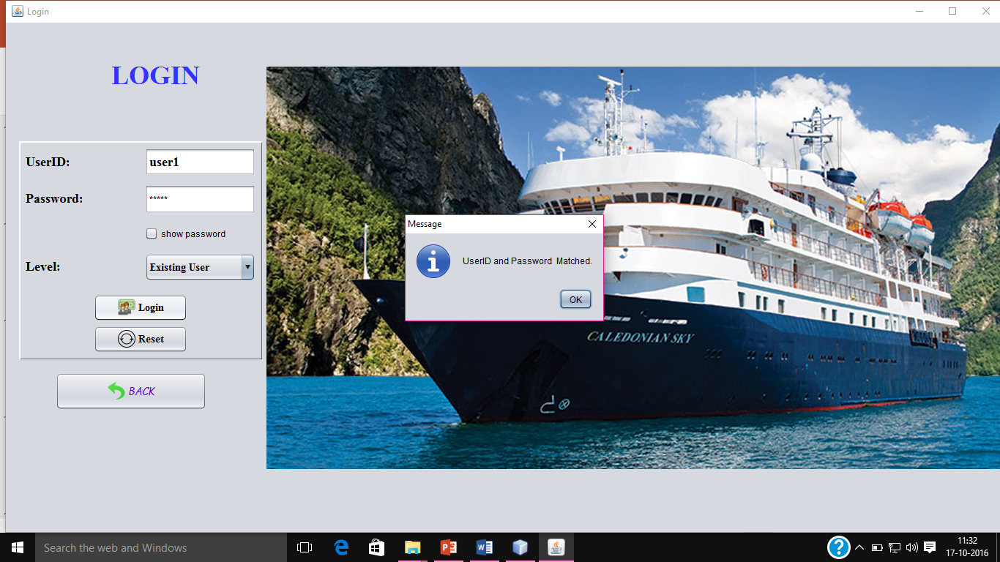 Login
LOGIN
UserID:
user1
Password:
*****
show password
Level:
Existing User
Login
Reset
BACK
Message
UserID and Password  Matched.
OK
CALEDONIAN SKY
Search the web and Windows
11:32
17-10-2016